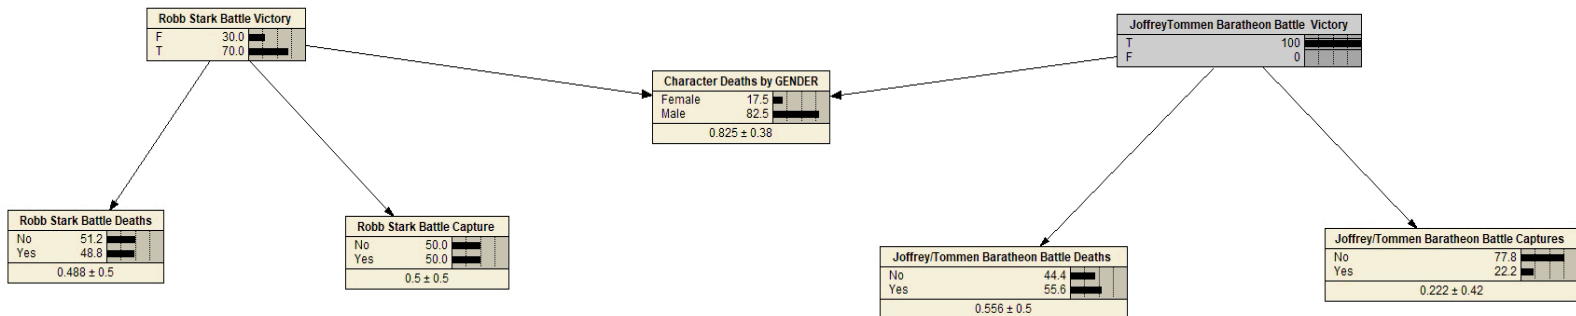 Robb Stark Battle Victory
F 30.0
T 70.0
JoffreyTommen Baratheon Battle Victory
T 100
F 0
Character Deaths by GENDER
Female 17.5
Male 82.5
0.825 ± 0.38
Robb Stark Battle Deaths
No 51.2
Yes 48.8
0.488 ± 0.5
Robb Stark Battle Capture
No 50.0
Yes 50.0
0.5 ± 0.5
Joffrey/Tommen Baratheon Battle Deaths
No 44.4
Yes 55.6
0.556 ± 0.5
Joffrey/Tommen Baratheon Battle Captures
No 77.8
Yes 22.2
0.222 ± 0.42